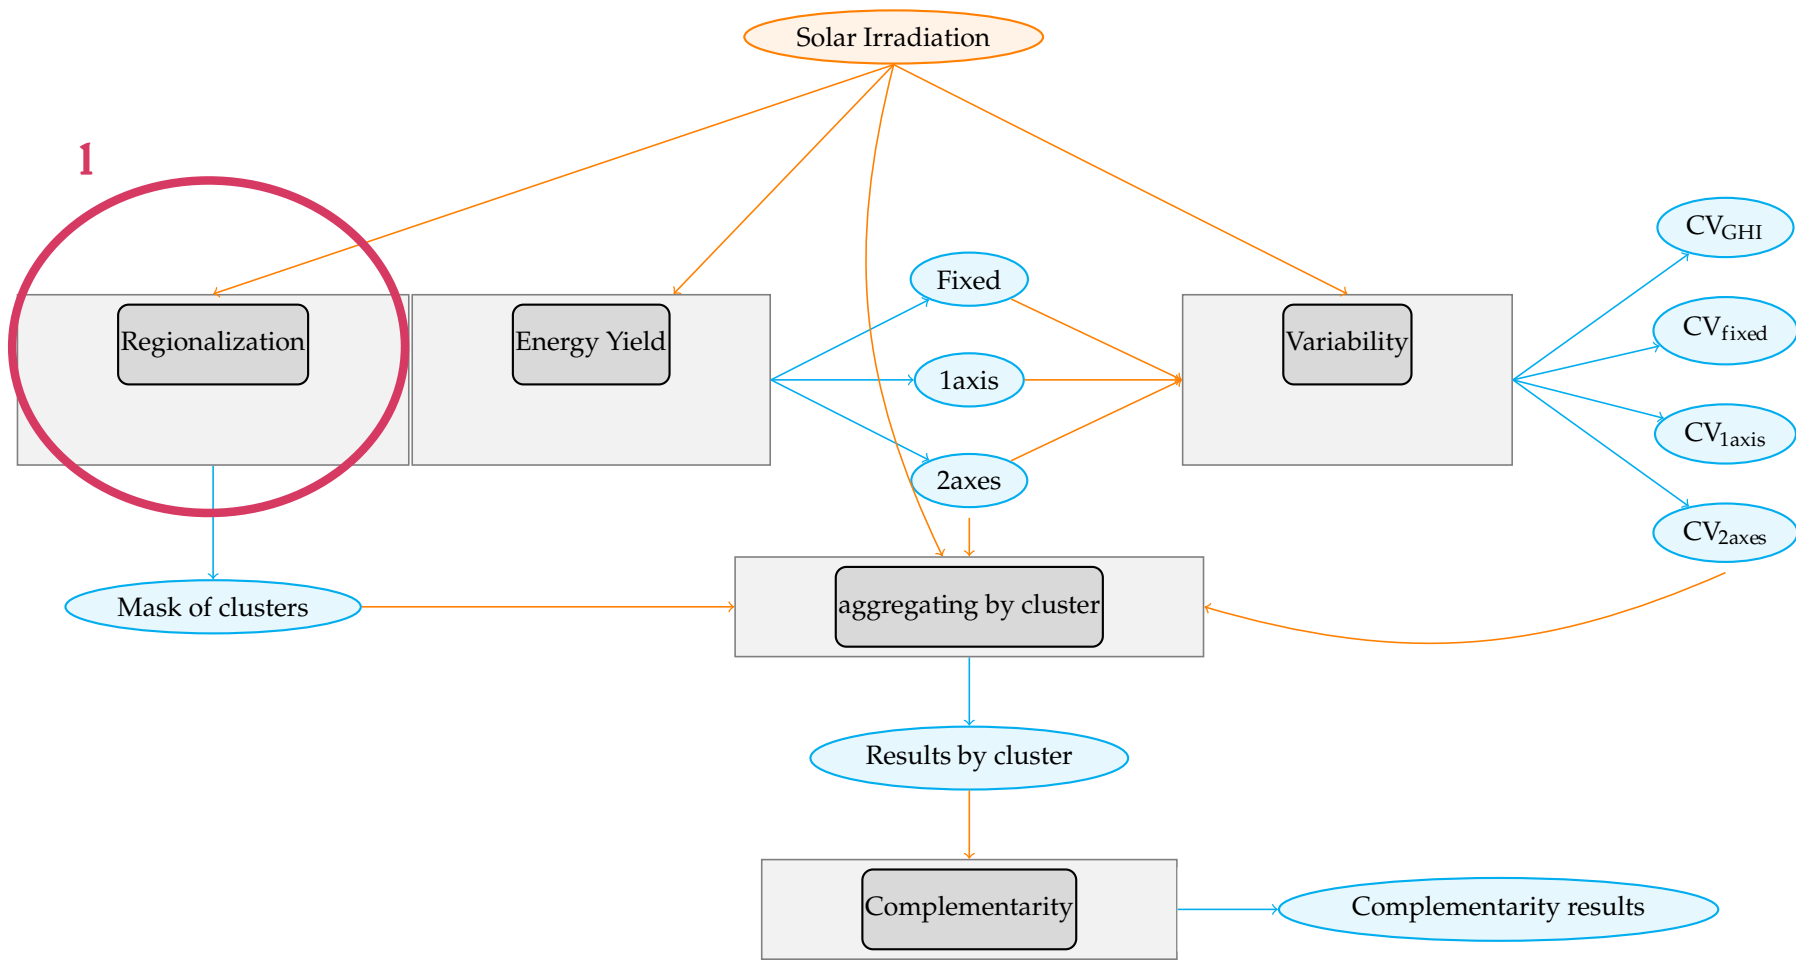 Solar Irradiation
1
CV_GHI
Fixed
CV_fixed
Regionalization
Energy Yield
Variability
1axis
CV_1axis
2axes
CV_2axes
Mask of clusters
aggregating by cluster
Results by cluster
Complementarity
Complementarity results